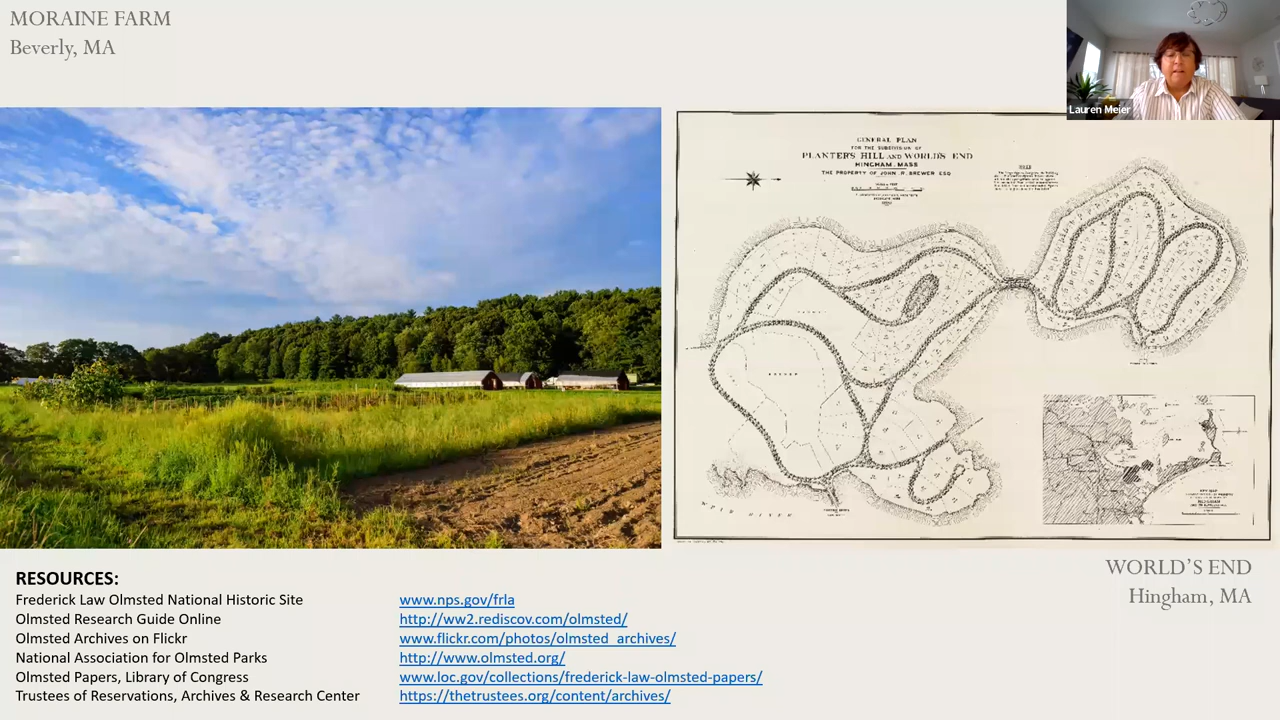 MORAINE FARM
Beverly, MA
Lauren Meier
GENERAL PLAN
FOR THE SUBDIVISION OF
PLANTER'S HILL AND WORLD'S END
HINGHAM, MASS
THE PROPERTY OF JOHN R. BREWER ESQ
WORLD'S END
Hingham, MA
RESOURCES:
Frederick Law Olmsted National Historic Site www.nps.gov/frla
Olmsted Research Guide Online http://ww2.rediscov.com/olmsted/
Olmsted Archives on Flickr www.flickr.com/photos/olmsted_archives/
National Association for Olmsted Parks http://www.olmsted.org/
Olmsted Papers, Library of Congress www.loc.gov/collections/frederick-law-olmsted-papers/
Trustees of Reservations, Archives & Research Center https://thetrustees.org/content/archives/